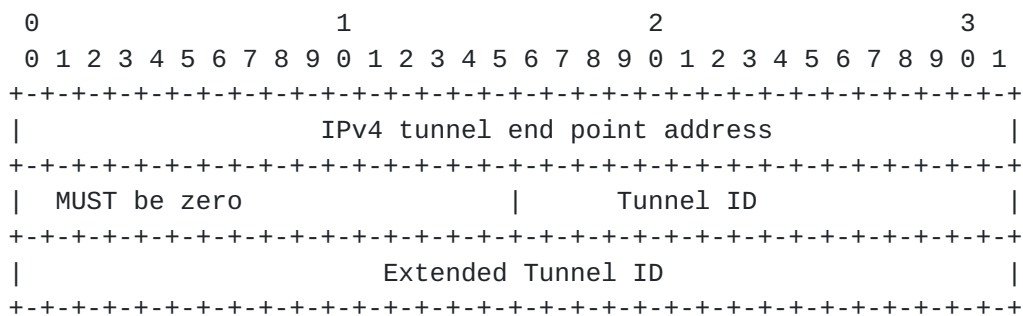 0                   1                   2                   3
 0 1 2 3 4 5 6 7 8 9 0 1 2 3 4 5 6 7 8 9 0 1 2 3 4 5 6 7 8 9 0 1
+-+-+-+-+-+-+-+-+-+-+-+-+-+-+-+-+-+-+-+-+-+-+-+-+-+-+-+-+-+-+-+-+
|                   IPv4 tunnel end point address               |
+-+-+-+-+-+-+-+-+-+-+-+-+-+-+-+-+-+-+-+-+-+-+-+-+-+-+-+-+-+-+-+-+
|  MUST be zero                 |      Tunnel ID                |
+-+-+-+-+-+-+-+-+-+-+-+-+-+-+-+-+-+-+-+-+-+-+-+-+-+-+-+-+-+-+-+-+
|                       Extended Tunnel ID                      |
+-+-+-+-+-+-+-+-+-+-+-+-+-+-+-+-+-+-+-+-+-+-+-+-+-+-+-+-+-+-+-+-+